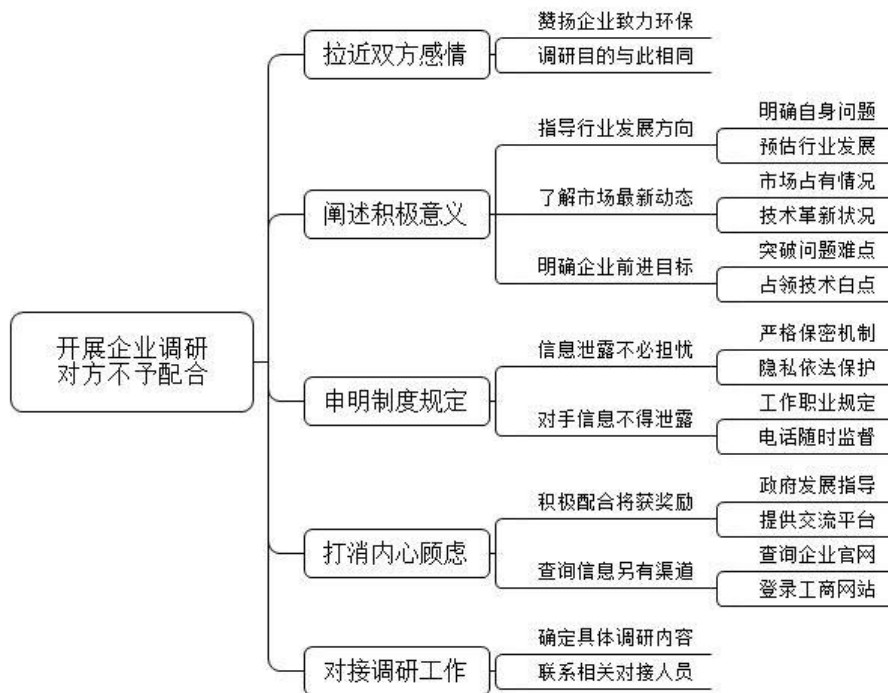 开展企业调研
对方不予配合
拉近双方感情
赞扬企业致力环保
调研目的与此相同
阐述积极意义
指导行业发展方向
明确自身问题
预估行业发展
了解市场最新动态
市场占有情况
技术革新状况
明确企业前进目标
突破问题难点
占领技术白点
申明制度规定
信息泄露不必担忧
严格保密机制
隐私依法保护
对手信息不得泄露
工作职业规定
电话随时监督
打消内心顾虑
积极配合将获奖励
政府发展指导
提供交流平台
查询信息另有渠道
查询企业官网
登录工商网站
对接调研工作
确定具体调研内容
联系相关对接人员